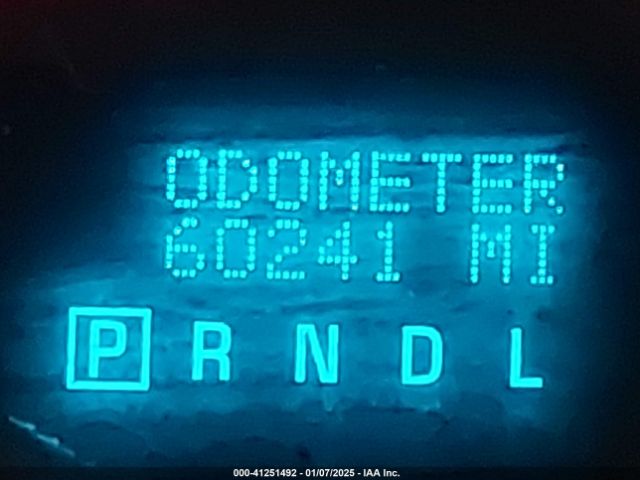 ODOMETER
60241 MI
P R N D L
000-41251492 - 01/07/2025 - IAA Inc.